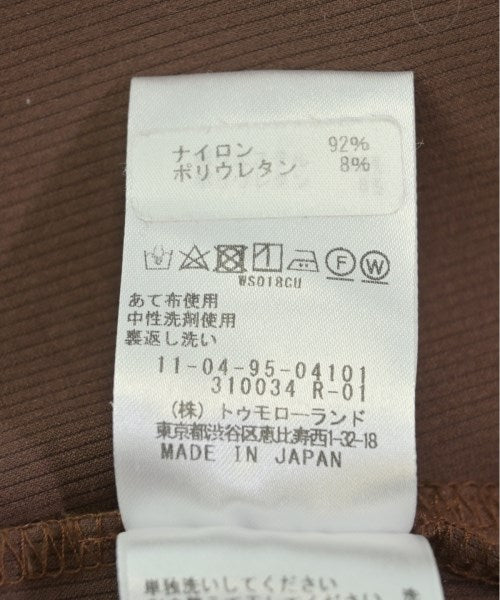 ナイロン 92%
ポリウレタン 8%
F W
WS018CU
あて布使用
中性洗剤使用
裏返し洗い
11-04-95-04101
310034 R-01
(株) トゥモローランド
東京都渋谷区恵比寿西1-32-18
MADE IN JAPAN
単独洗いしてください